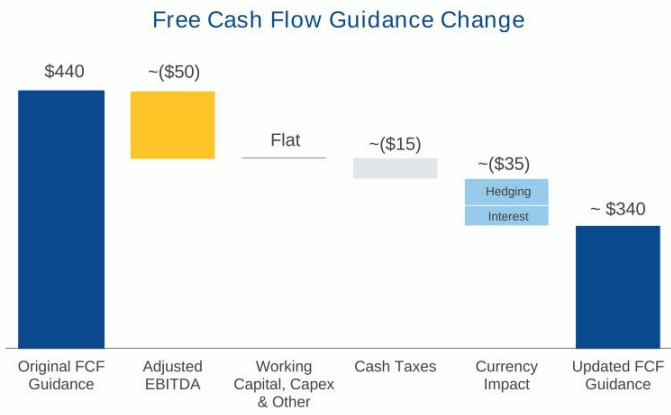 Free Cash Flow Guidance Change
$440
~($50)
Flat
~($15)
~($35)
Hedging
Interest
~ $340
Original FCF
Guidance
Adjusted
EBITDA
Working
Capital, Capex
& Other
Cash Taxes
Currency
Impact
Updated FCF
Guidance